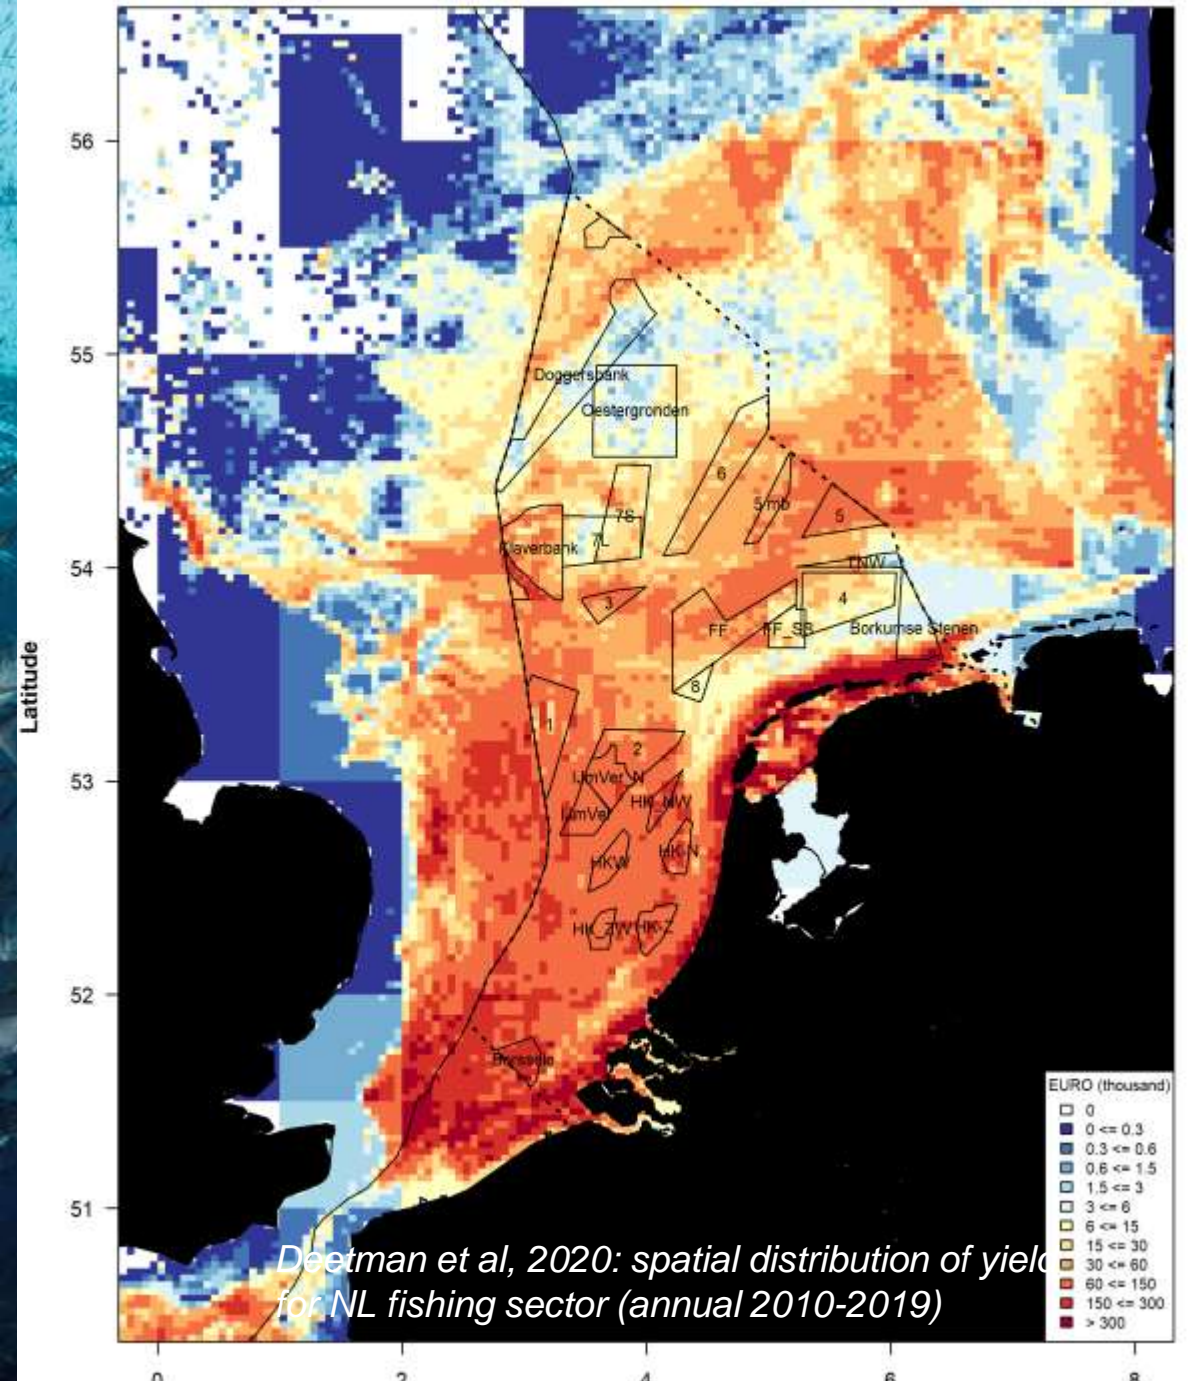 56
55
54
53
52
51
Latitude
Doggersbank
Oestergronden
6
7S
5 mb
5
7
Klaverbank
TNW
3
4
FF
FF_SB
Borkumse Stenen
8
1
2
IJmVer_N
IJmVer
HK_NW
HKW
HK-N
HK_ZW
HK-Z
Borssele
EURO (thousand)
0
0 <= 0.3
0.3 <= 0.6
0.6 <= 1.5
1.5 <= 3
3 <= 6
6 <= 15
15 <= 30
30 <= 60
60 <= 150
150 <= 300
> 300
Deetman et al, 2020: spatial distribution of yield
for NL fishing sector (annual 2010-2019)
0 2 4 6 8